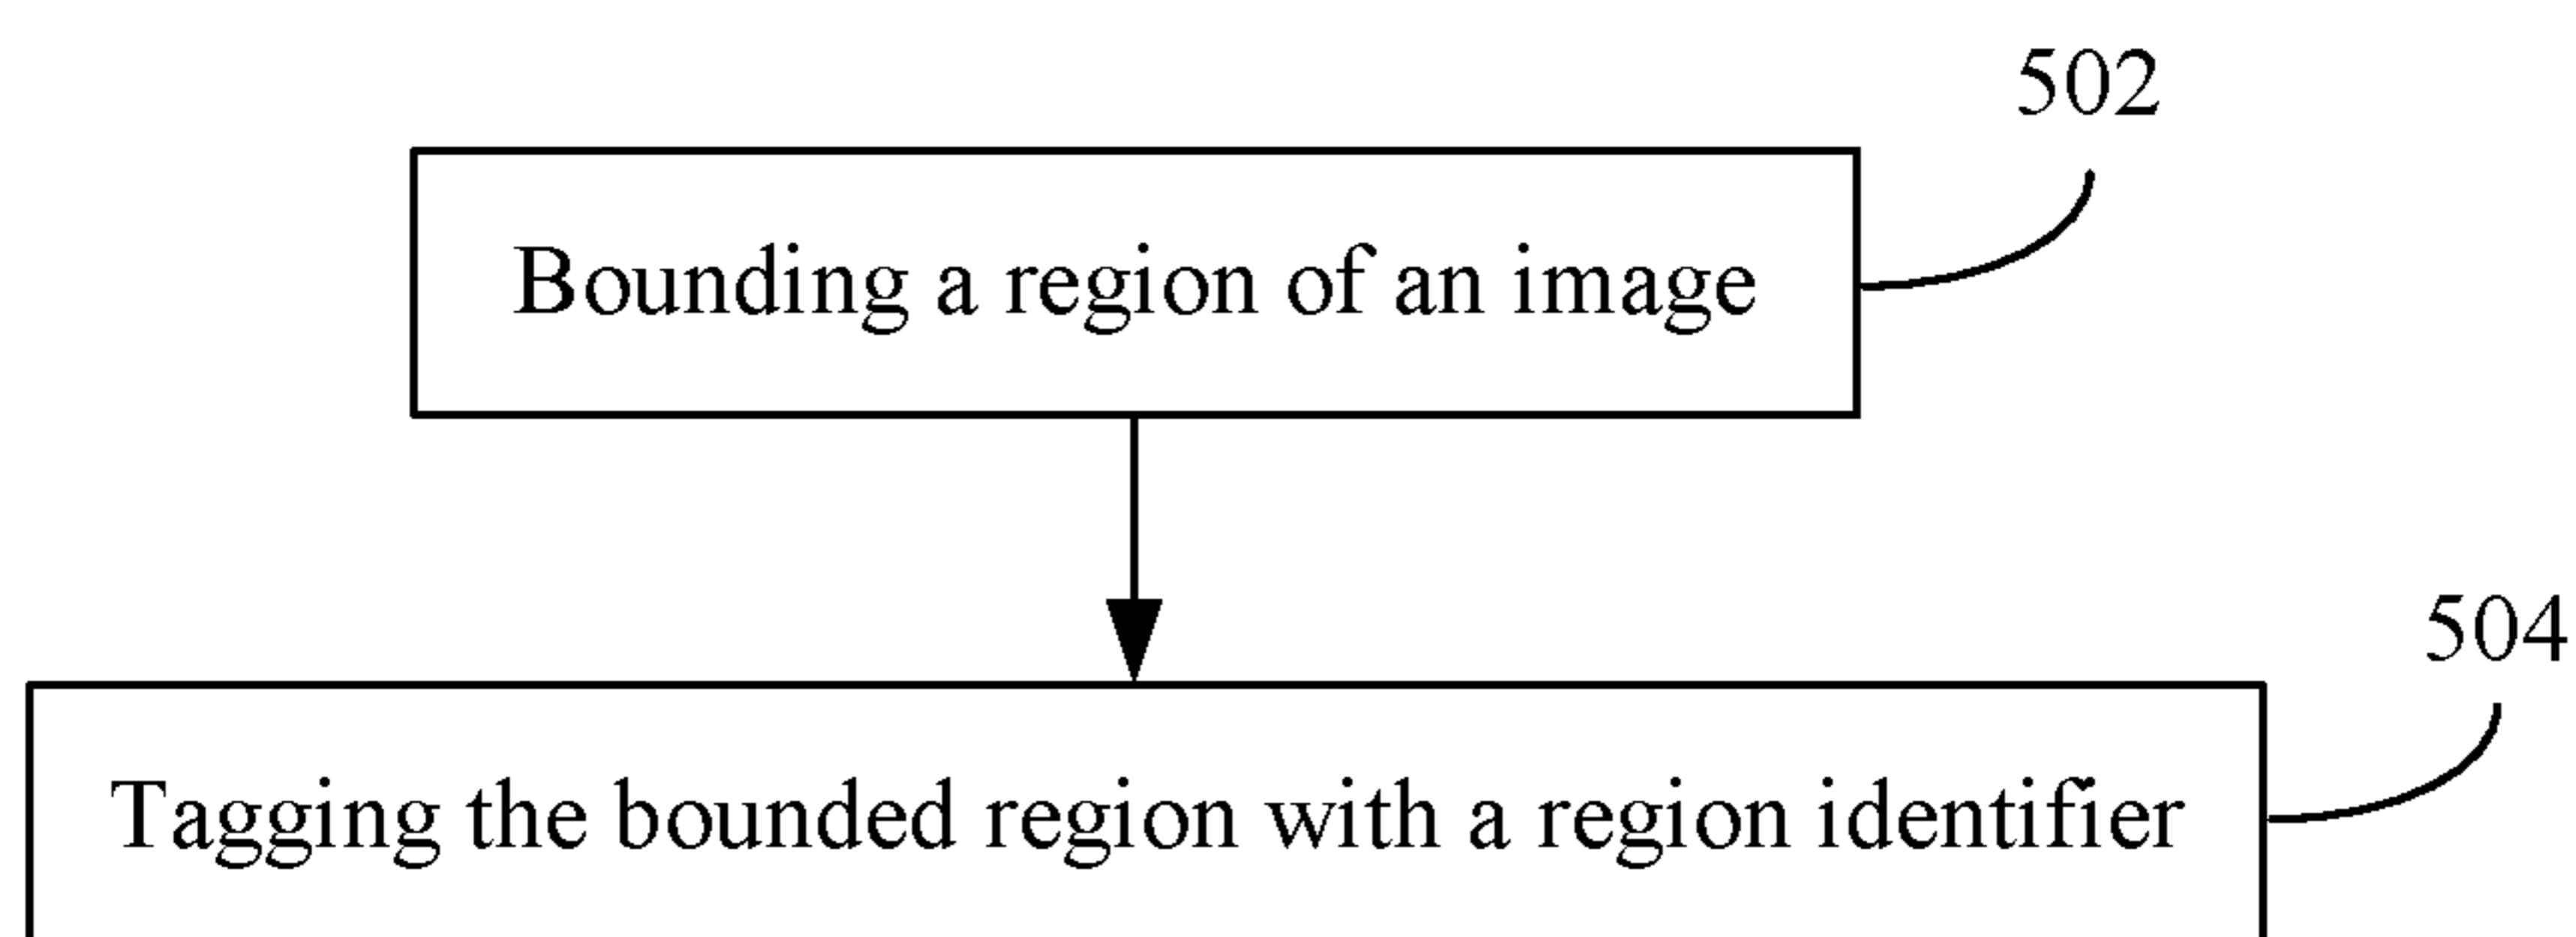 502
Bounding a region of an image
504
Tagging the bounded region with a region identifier